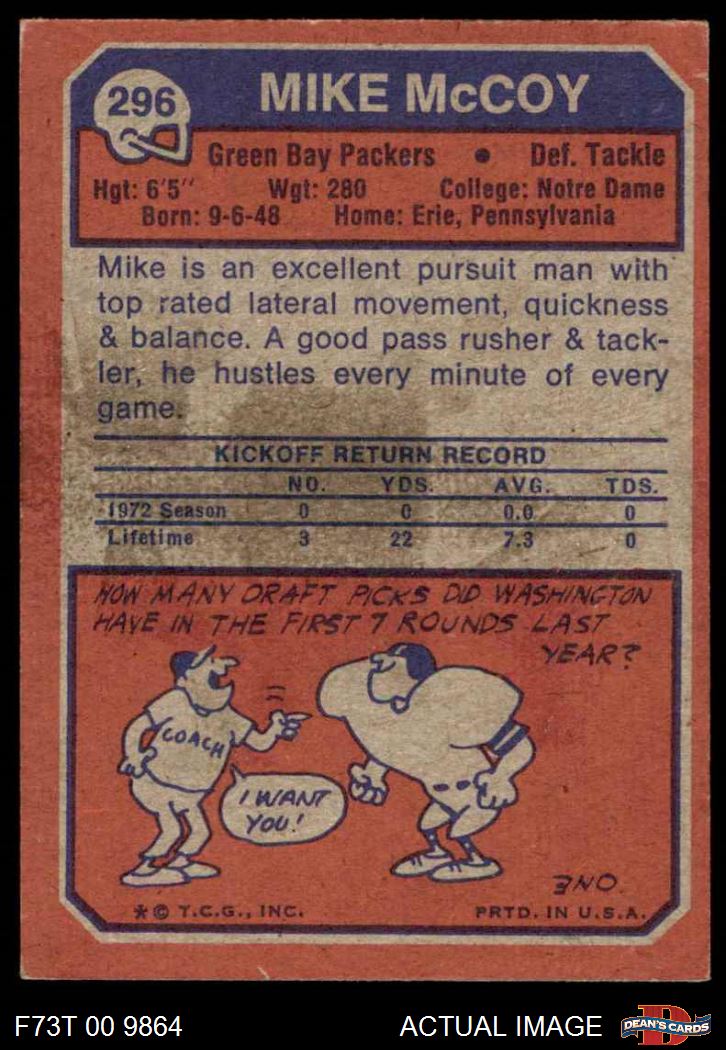 296
MIKE McCOY
Green Bay Packers • Def. Tackle
Hgt: 6'5" Wgt: 280 College: Notre Dame
Born: 9-6-48 Home: Erie, Pennsylvania
Mike is an excellent pursuit man with
top rated lateral movement, quickness
& balance. A good pass rusher & tack-
ler, he hustles every minute of every
game.
KICKOFF RETURN RECORD
NO. YDS. AVG. TDS.
1972 Season 0 0 0.0 0
Lifetime 3 22 7.3 0
HOW MANY DRAFT PICKS DID WASHINGTON
HAVE IN THE FIRST 7 ROUNDS LAST
YEAR?
COACH
I WANT
YOU!
ƎNO.
* © T.C.G., INC. PRTD. IN U.S.A.
F73T 00 9864 ACTUAL IMAGE
D
DEAN'S CARDS